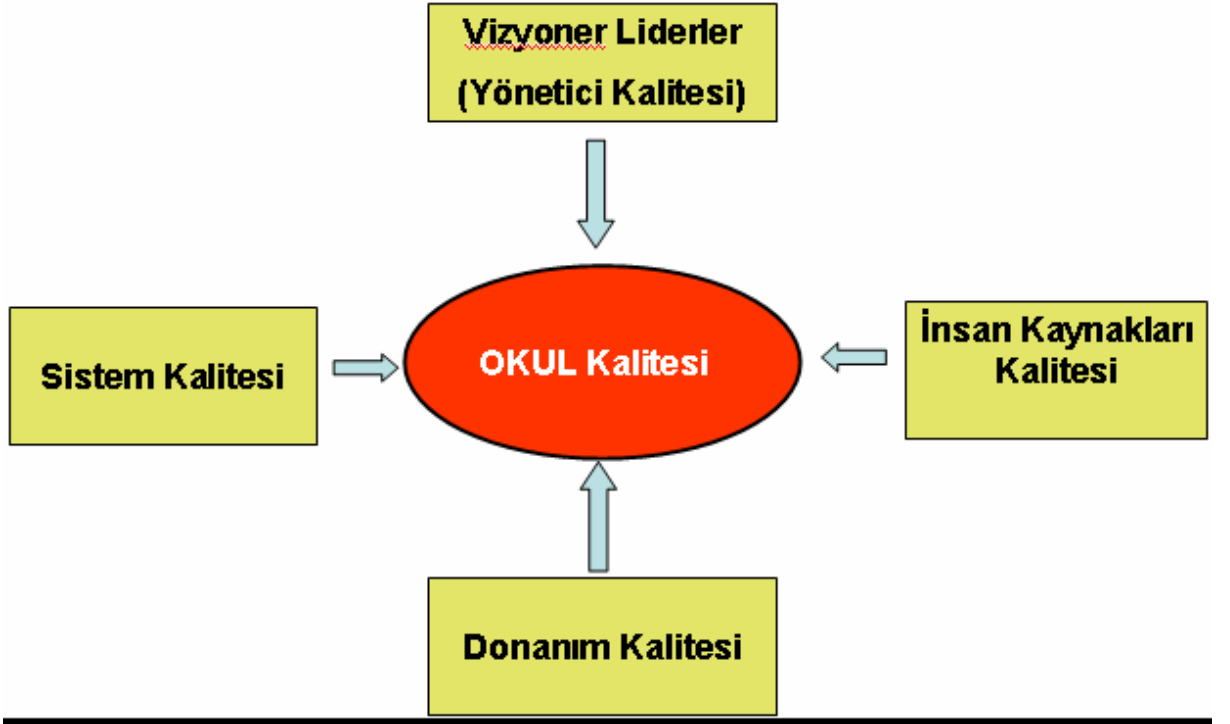 Vizyoner Liderler
(Yönetici Kalitesi)
Sistem Kalitesi
OKUL Kalitesi
İnsan Kaynakları
Kalitesi
Donanım Kalitesi